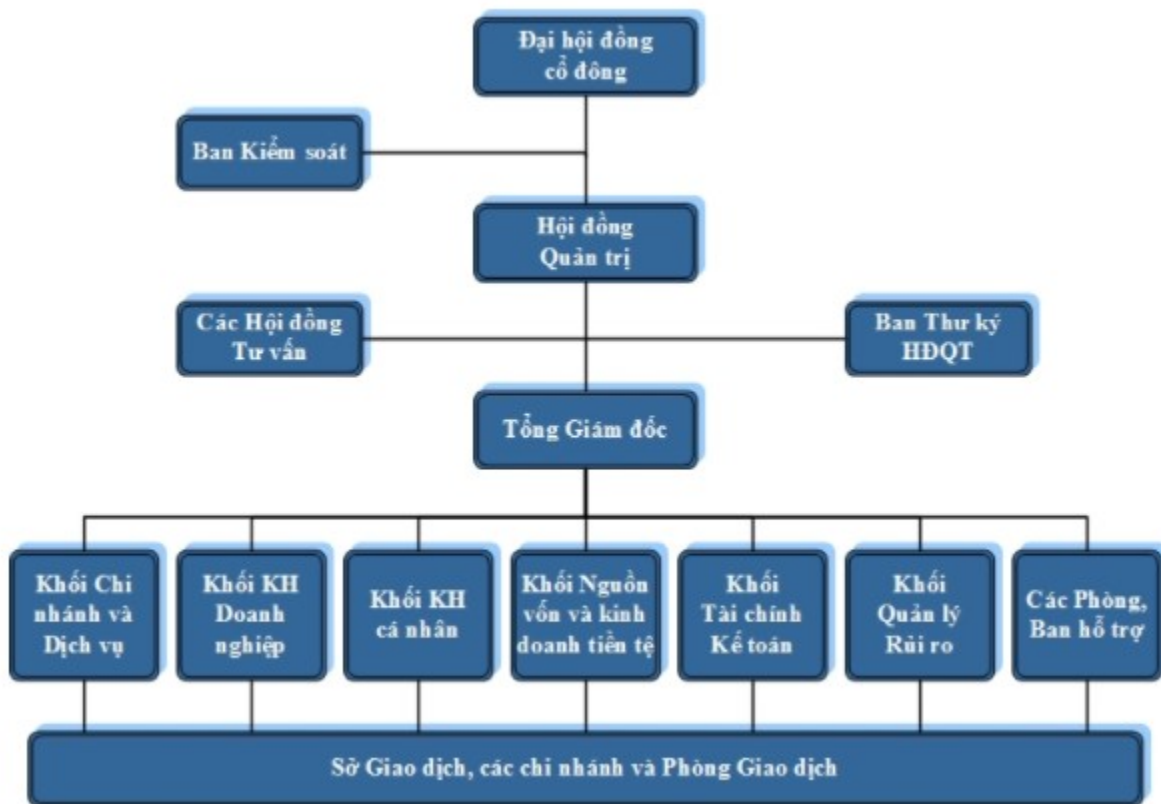 Đại hội đồng
cổ đông
Ban Kiểm soát
Hội đồng
Quản trị
Các Hội đồng
Tư vấn
Ban Thư ký
HĐQT
Tổng Giám đốc
Khối Chi
nhánh và
Dịch vụ
Khối KH
Doanh
nghiệp
Khối KH
cá nhân
Khối Nguồn
vốn và kinh
doanh tiền tệ
Khối
Tài chính
Kế toán
Khối
Quản lý
Rủi ro
Các Phòng,
Ban hỗ trợ
Sở Giao dịch, các chi nhánh và Phòng Giao dịch